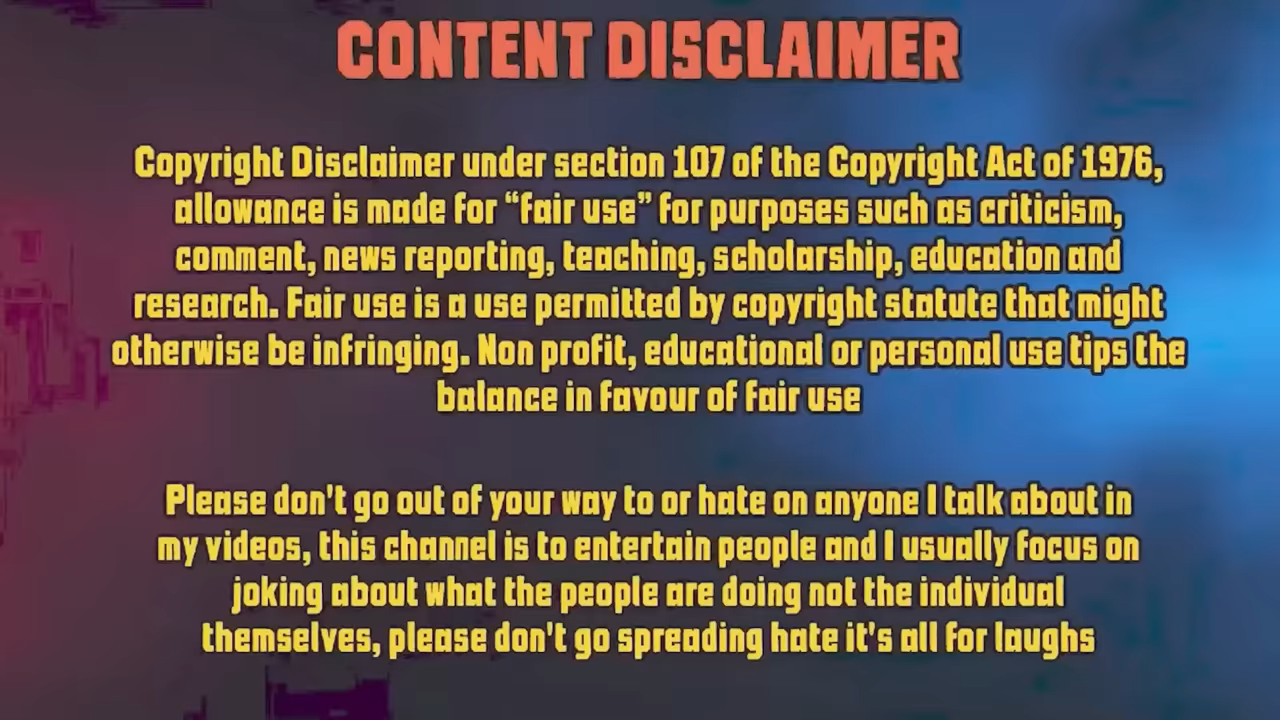 CONTENT DISCLAIMER
Copyright Disclaimer under section 107 of the Copyright Act of 1976,
allowance is made for “fair use” for purposes such as criticism,
comment, news reporting, teaching, scholarship, education and
research. Fair use is a use permitted by copyright statute that might
otherwise be infringing. Non profit, educational or personal use tips the
balance in favour of fair use
Please don't go out of your way to or hate on anyone I talk about in
my videos, this channel is to entertain people and I usually focus on
joking about what the people are doing not the individual
themselves, please don't go spreading hate it's all for laughs